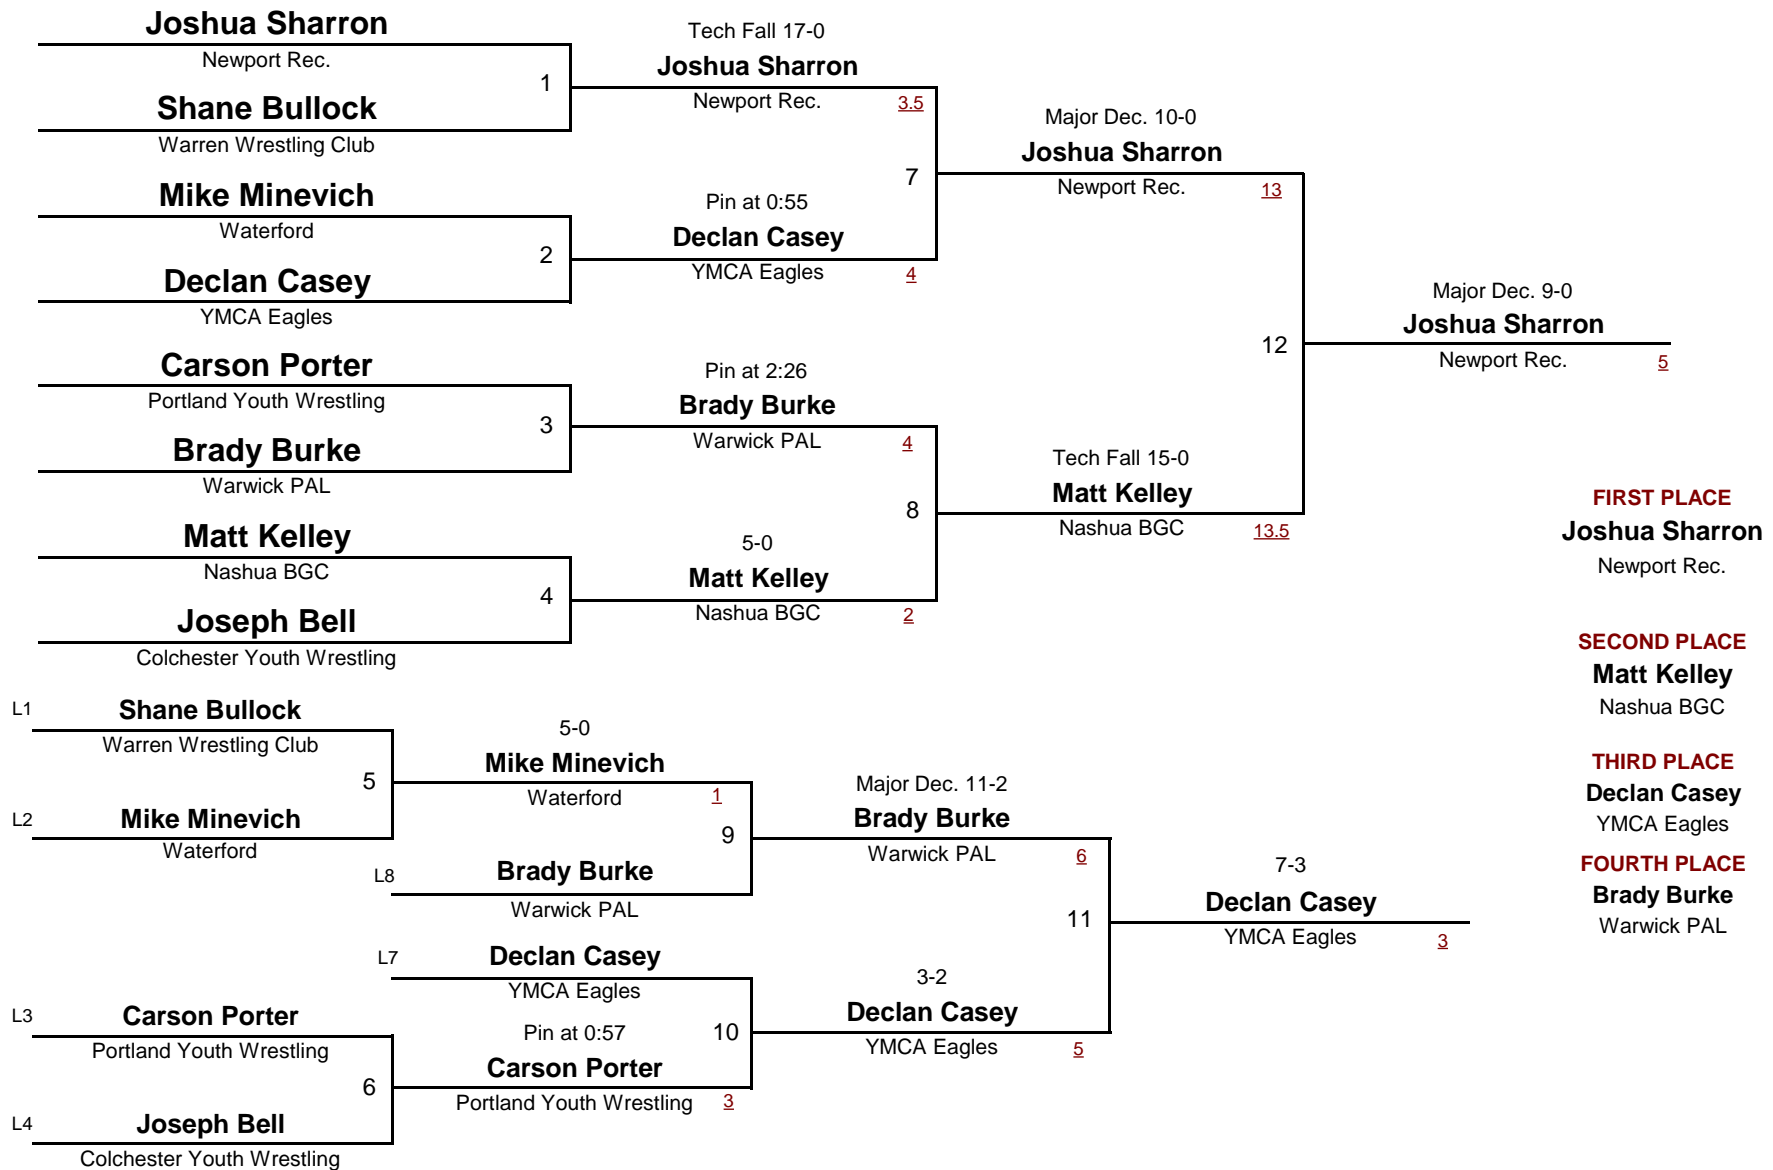 Joshua Sharron
Newport Rec.
1
Shane Bullock
Warren Wrestling Club
Mike Minevich
Waterford
2
Declan Casey
YMCA Eagles
Carson Porter
Portland Youth Wrestling
3
Brady Burke
Warwick PAL
Matt Kelley
Nashua BGC
4
Joseph Bell
Colchester Youth Wrestling
Tech Fall 17-0
Joshua Sharron
Newport Rec. 3.5
7
Pin at 0:55
Declan Casey
YMCA Eagles 4
Pin at 2:26
Brady Burke
Warwick PAL 4
8
5-0
Matt Kelley
Nashua BGC 2
Major Dec. 10-0
Joshua Sharron
Newport Rec. 13
12
Tech Fall 15-0
Matt Kelley
Nashua BGC 13.5
Major Dec. 9-0
Joshua Sharron
Newport Rec. 5
FIRST PLACE
Joshua Sharron
Newport Rec.
SECOND PLACE
Matt Kelley
Nashua BGC
THIRD PLACE
Declan Casey
YMCA Eagles
FOURTH PLACE
Brady Burke
Warwick PAL
L1 Shane Bullock
Warren Wrestling Club
5
L2 Mike Minevich
Waterford
5-0
Mike Minevich
Waterford 1
9
L8 Brady Burke
Warwick PAL
L7 Declan Casey
YMCA Eagles
10
Pin at 0:57
Carson Porter
Portland Youth Wrestling 3
L3 Carson Porter
Portland Youth Wrestling
6
L4 Joseph Bell
Colchester Youth Wrestling
Major Dec. 11-2
Brady Burke
Warwick PAL 6
11
3-2
Declan Casey
YMCA Eagles 5
7-3
Declan Casey
YMCA Eagles 3